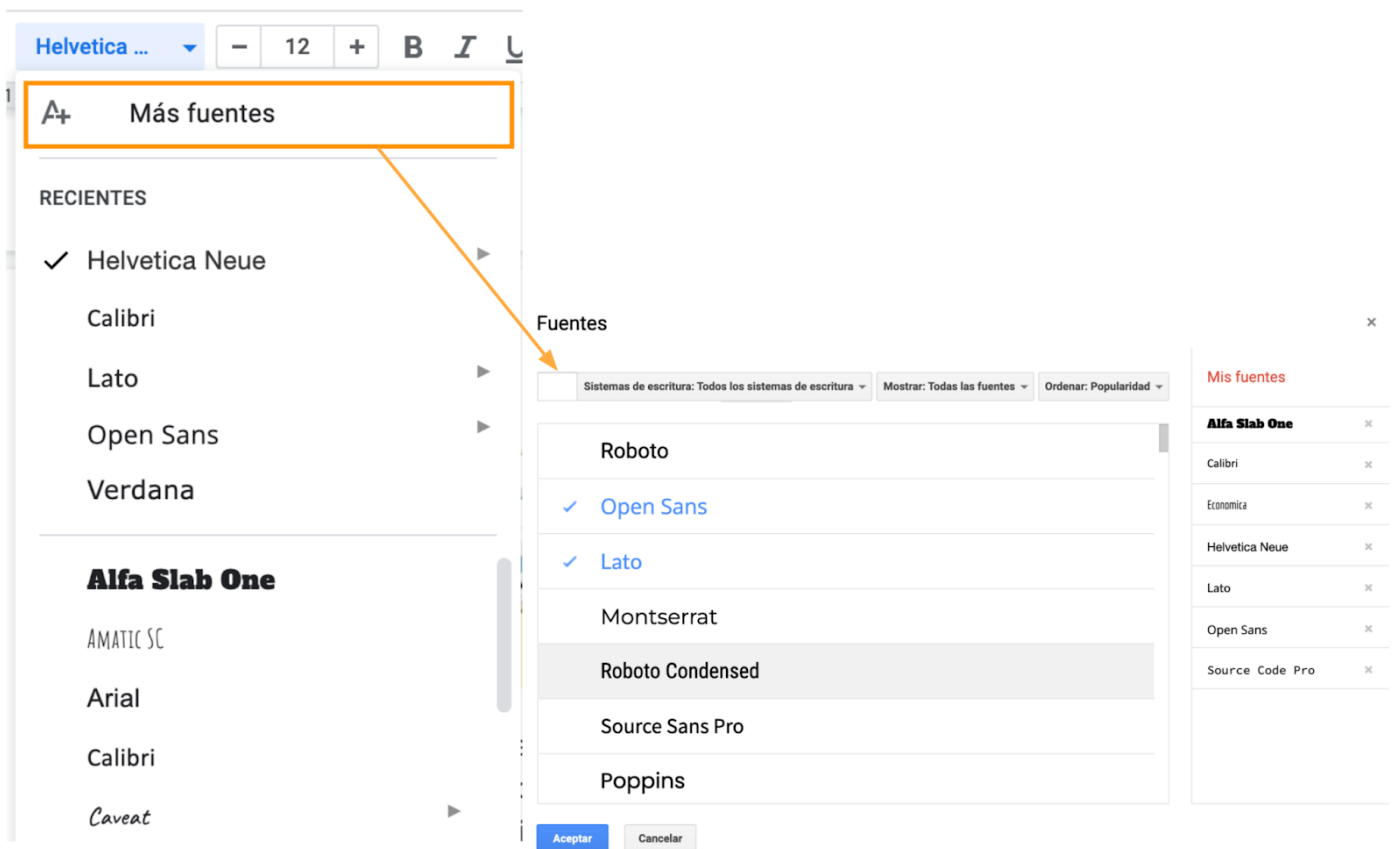 Helvetica ...
− 12 +
B I U
1
Más fuentes
RECIENTES
Helvetica Neue
Calibri
Lato
Open Sans
Verdana
Alfa Slab One
Amatic SC
Arial
Calibri
Caveat
Fuentes
Sistemas de escritura: Todos los sistemas de escritura
Mostrar: Todas las fuentes
Ordenar: Popularidad
Roboto
Open Sans
Lato
Montserrat
Roboto Condensed
Source Sans Pro
Poppins
Aceptar
Cancelar
Mis fuentes
Alfa Slab One
Calibri
Economica
Helvetica Neue
Lato
Open Sans
Source Code Pro